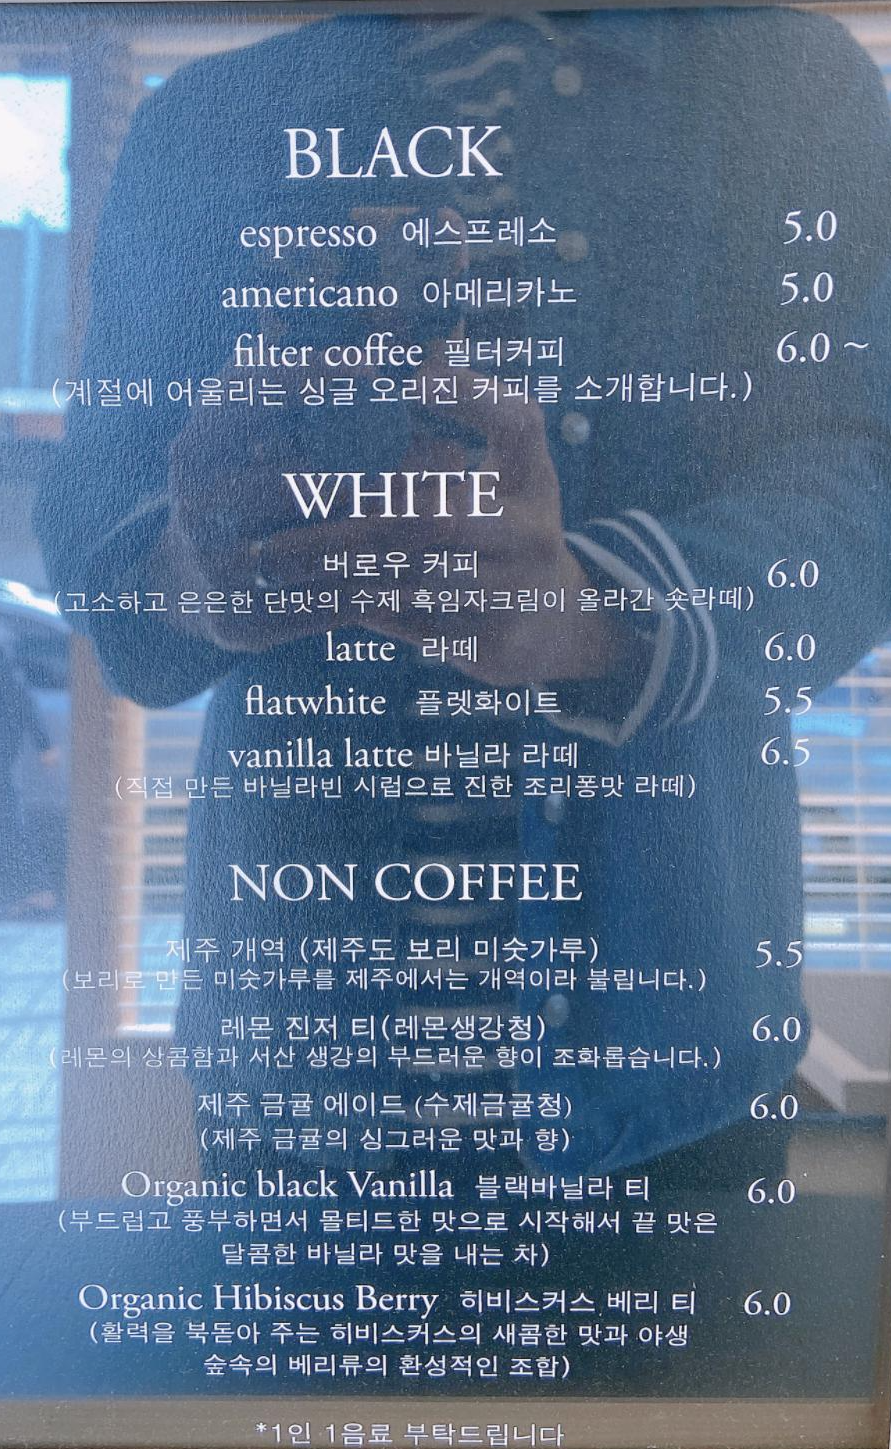 BLACK
espresso 에스프레소 5.0
americano 아메리카노 5.0
filter coffee 필터커피 6.0 ~
(계절에 어울리는 싱글 오리진 커피를 소개합니다.)
WHITE
버로우 커피 6.0
(고소하고 은은한 단맛의 수제 흑임자크림이 올라간 숏라떼)
latte 라떼 6.0
flatwhite 플렛화이트 5.5
vanilla latte 바닐라 라떼 6.5
(직접 만든 바닐라빈 시럽으로 진한 조리퐁맛 라떼)
NON COFFEE
제주 개역 (제주도 보리 미숫가루) 5.5
(보리로 만든 미숫가루를 제주에서는 개역이라 불립니다.)
레몬 진저 티(레몬생강청) 6.0
(레몬의 상콤함과 서산 생강의 부드러운 향이 조화롭습니다.)
제주 금귤 에이드 (수제금귤청) 6.0
(제주 금귤의 싱그러운 맛과 향)
Organic black Vanilla 블랙바닐라 티 6.0
(부드럽고 풍부하면서 몰티드한 맛으로 시작해서 끝 맛은
달콤한 바닐라 맛을 내는 차)
Organic Hibiscus Berry 히비스커스 베리 티 6.0
(활력을 북돋아 주는 히비스커스의 새콤한 맛과 야생
숲속의 베리류의 환성적인 조합)
*1인 1음료 부탁드립니다